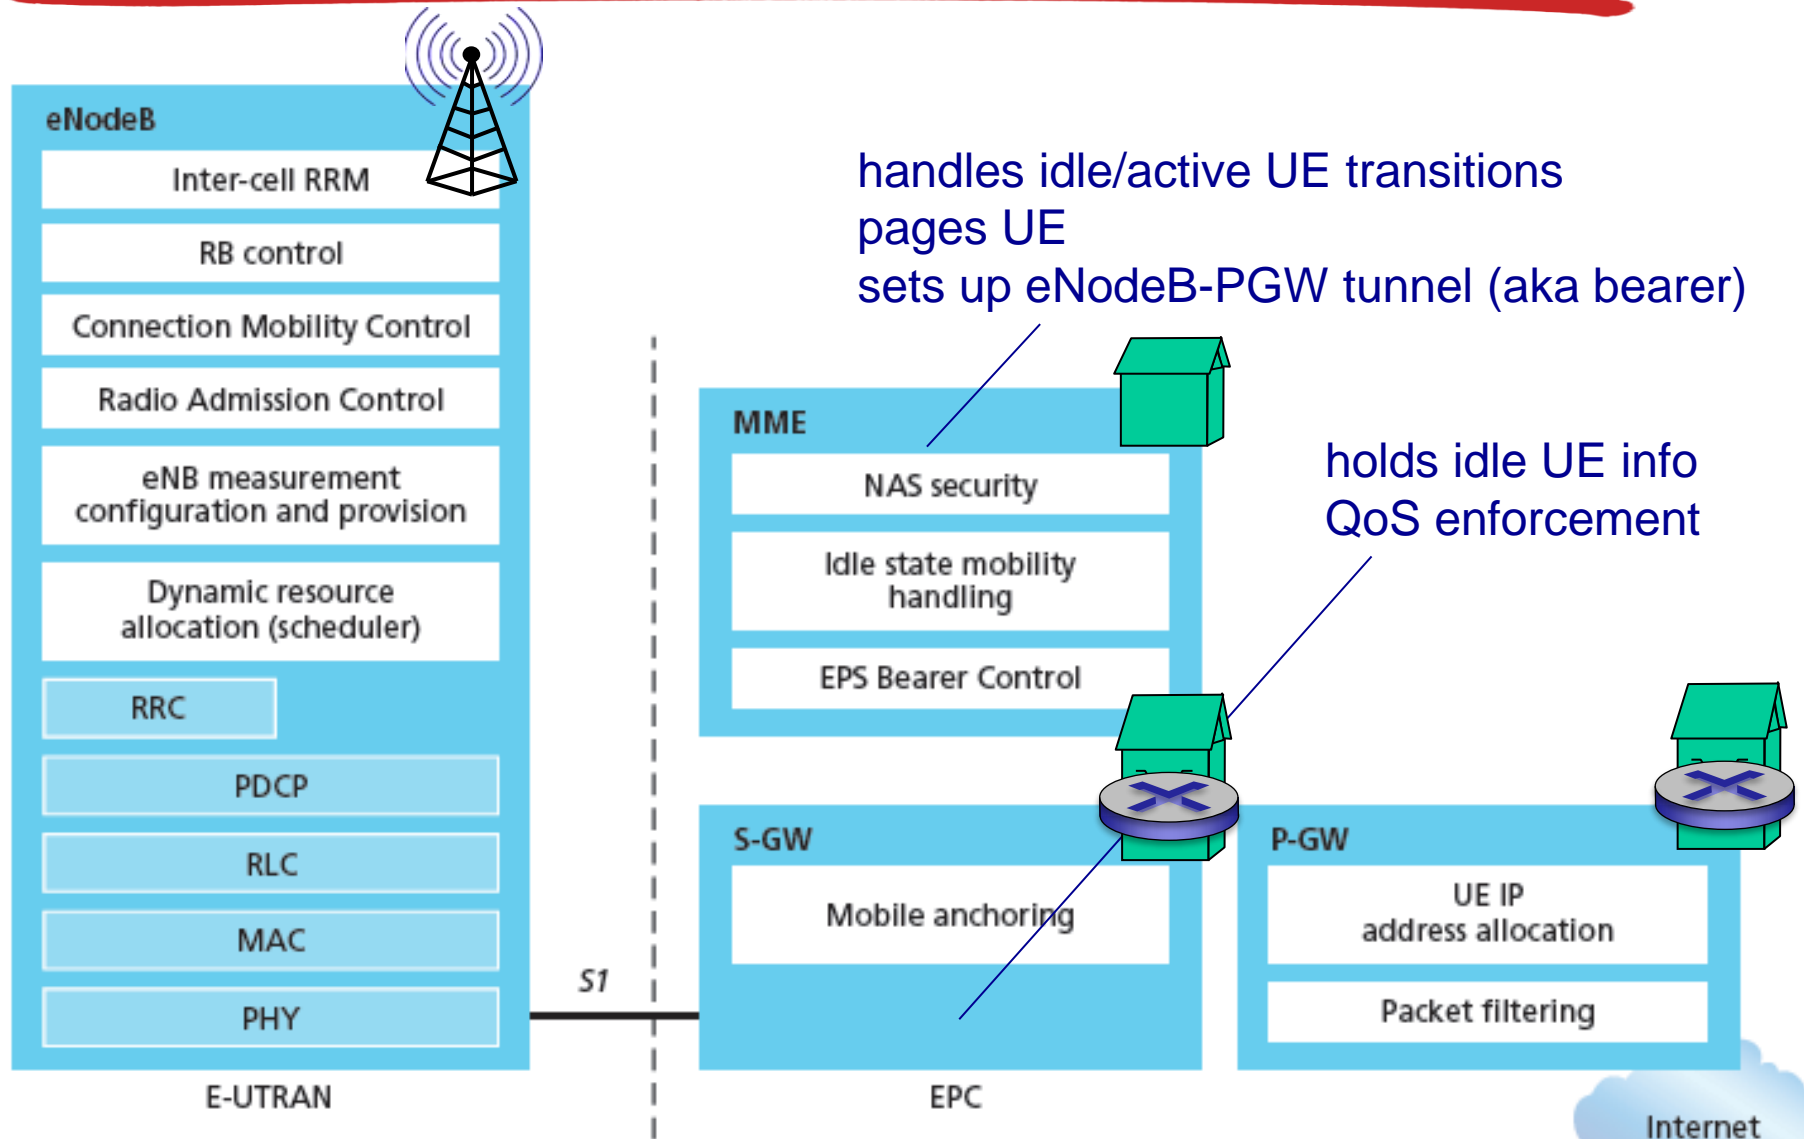 eNodeB
Inter-cell RRM
RB control
Connection Mobility Control
Radio Admission Control
eNB measurement
configuration and provision
Dynamic resource
allocation (scheduler)
RRC
PDCP
RLC
MAC
PHY
E-UTRAN
S1
handles idle/active UE transitions
pages UE
sets up eNodeB-PGW tunnel (aka bearer)
MME
NAS security
Idle state mobility
handling
EPS Bearer Control
holds idle UE info
QoS enforcement
S-GW
Mobile anchoring
EPC
P-GW
UE IP
address allocation
Packet filtering
Internet